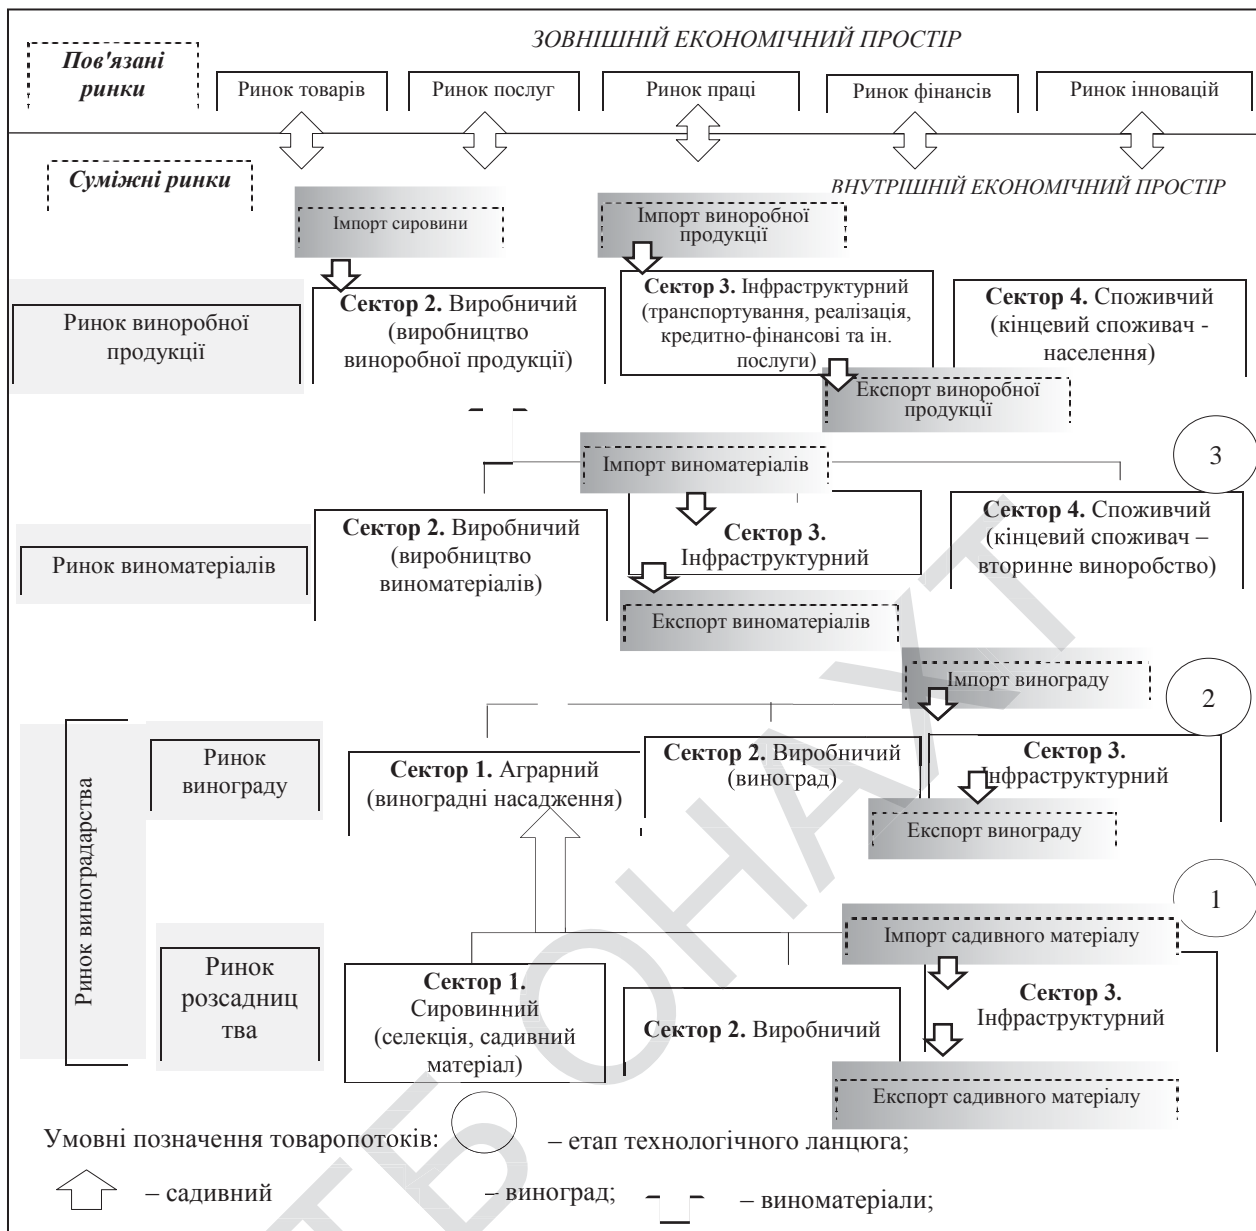 ЗОВНІШНІЙ ЕКОНОМІЧНИЙ ПРОСТІР
Пов'язані
ринки
Ринок товарів
Ринок послуг
Ринок праці
Ринок фінансів
Ринок інновацій
Суміжні ринки
ВНУТРІШНІЙ ЕКОНОМІЧНИЙ ПРОСТІР
Імпорт сировини
Імпорт виноробної
продукції
Ринок виноробної
продукції
Сектор 2. Виробничий
(виробництво
виноробної продукції)
Сектор 3. Інфраструктурний
(транспортування, реалізація,
кредитно-фінансові та ін.
послуги)
Сектор 4. Споживчий
(кінцевий споживач -
населення)
Експорт виноробної
продукції
3
Імпорт виноматеріалів
Ринок виноматеріалів
Сектор 2. Виробничий
(виробництво
виноматеріалів)
Сектор 3.
Інфраструктурний
Сектор 4. Споживчий
(кінцевий споживач –
вторинне виноробство)
Експорт виноматеріалів
Імпорт винограду
2
Ринок виноградарства
Ринок
винограду
Сектор 1. Аграрний
(виноградні насадження)
Сектор 2. Виробничий
(виноград)
Сектор 3.
Інфраструктурний
Експорт винограду
1
Імпорт садивного матеріалу
Ринок
розсадниц
тва
Сектор 1.
Сировинний
(селекція, садивний
матеріал)
Сектор 2. Виробничий
Сектор 3.
Інфраструктурний
Експорт садивного матеріалу
Умовні позначення товаропотоків:
– етап технологічного ланцюга;
– садивний
– виноград;
– виноматеріали;
ТЬ ОНАХТ